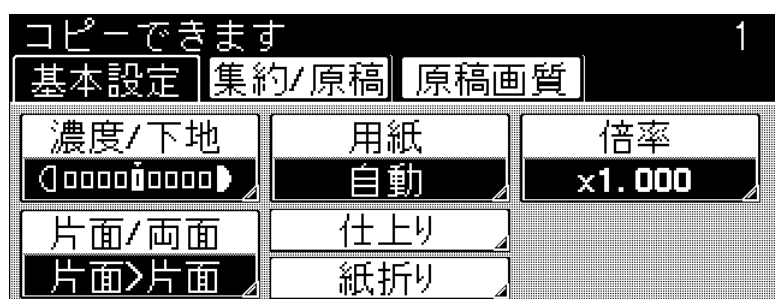 コピーできます 1
基本設定 集約/原稿 原稿画質
濃度/下地 用紙 倍率
自動 x1.000
片面/両面 仕上り
片面>片面 紙折り